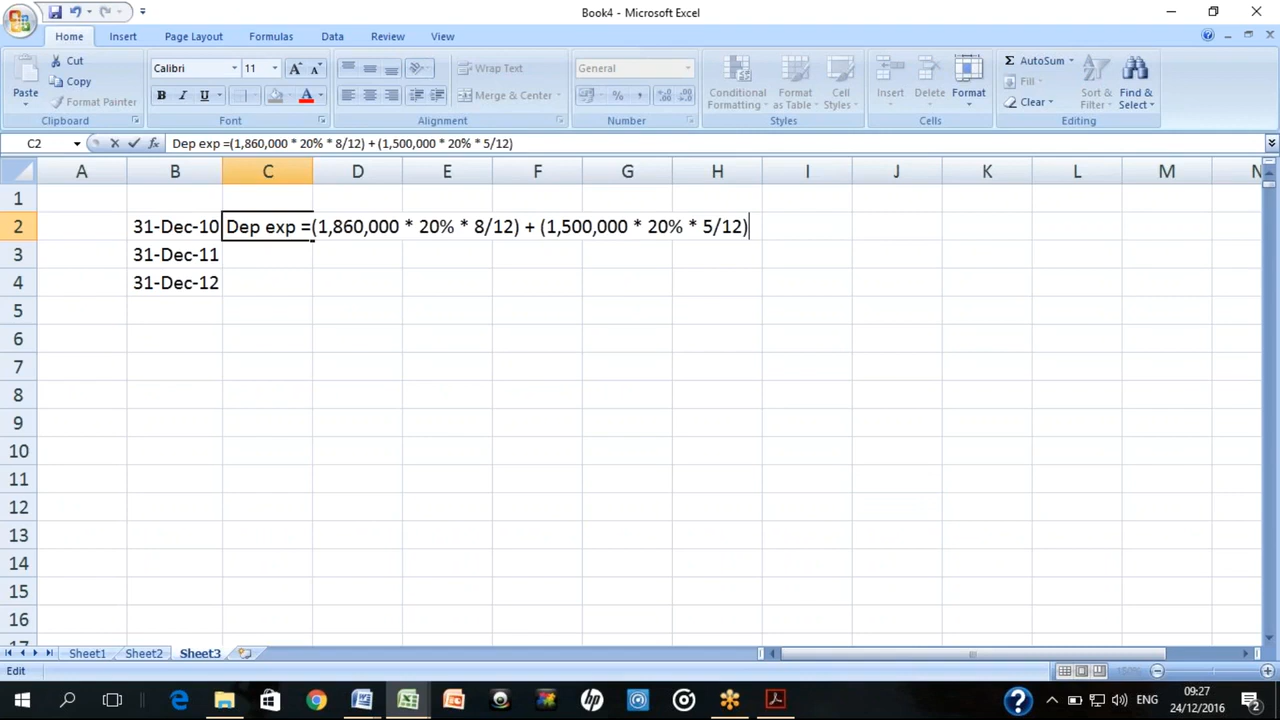 Book4 - Microsoft Excel
Home Insert Page Layout Formulas Data Review View
Paste Cut Copy Format Painter
Calibri 11 B I U A
Wrap Text Merge & Center
General % ,
Conditional Formatting Format as Table Cell Styles
Insert Delete Format
AutoSum Fill Clear Sort & Filter Find & Select
Clipboard Font Alignment Number Styles Cells Editing
C2 fx Dep exp =(1,860,000 * 20% * 8/12) + (1,500,000 * 20% * 5/12)
A B C D E F G H I J K L M N
1
2 31-Dec-10 Dep exp =(1,860,000 * 20% * 8/12) + (1,500,000 * 20% * 5/12)
3 31-Dec-11
4 31-Dec-12
5
6
7
8
9
10
11
12
13
14
15
16
17
Sheet1 Sheet2 Sheet3
Edit 150%
hp ENG 09:27
24/12/2016 2